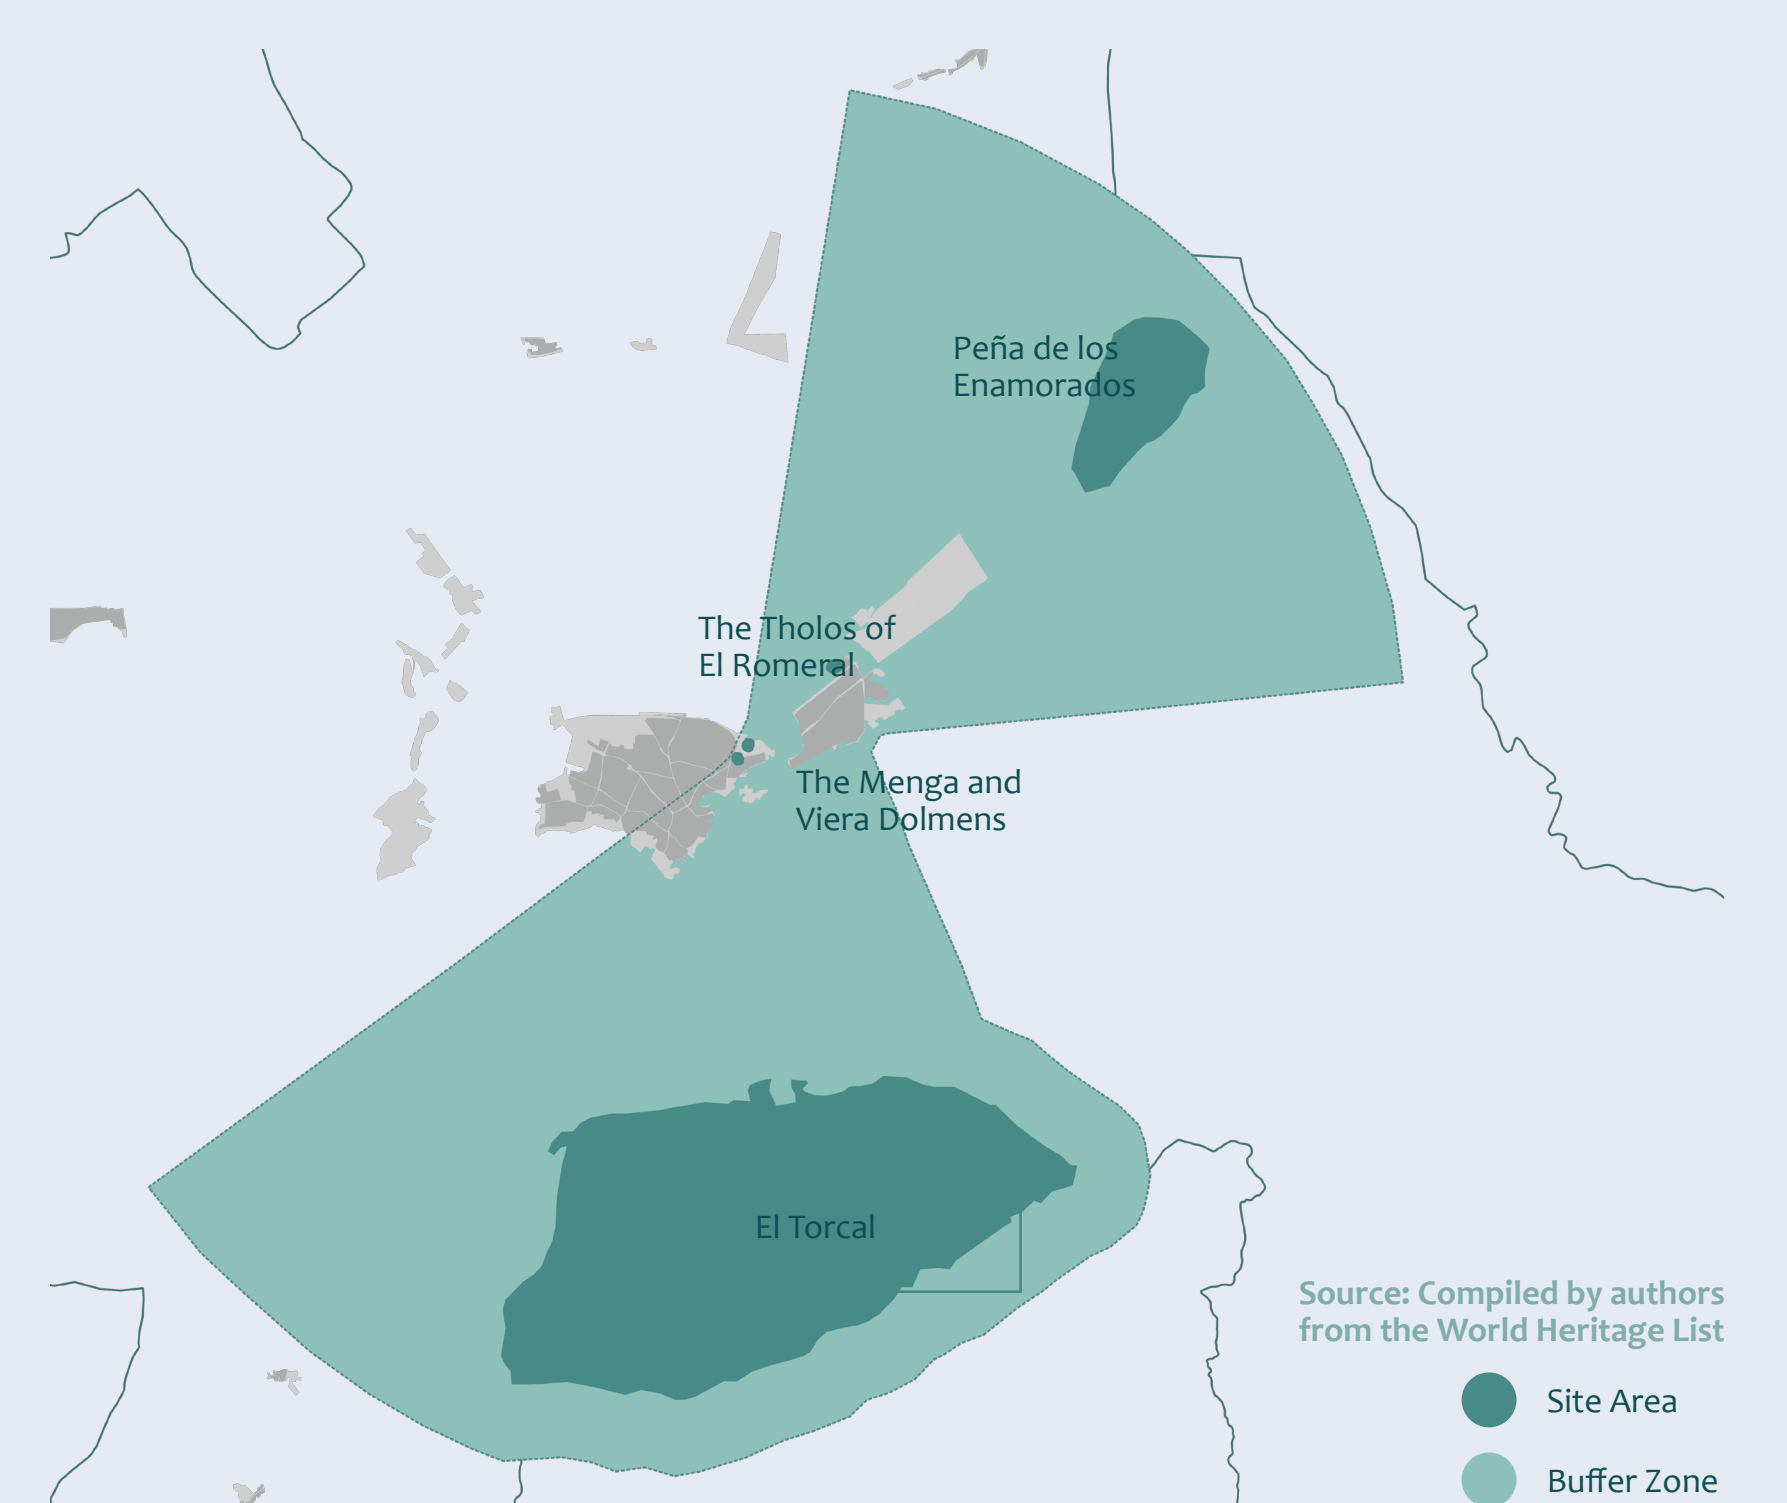 Peña de los
Enamorados
The Tholos of
El Romeral
The Menga and
Viera Dolmens
El Torcal
Source: Compiled by authors
from the World Heritage List
Site Area
Buffer Zone